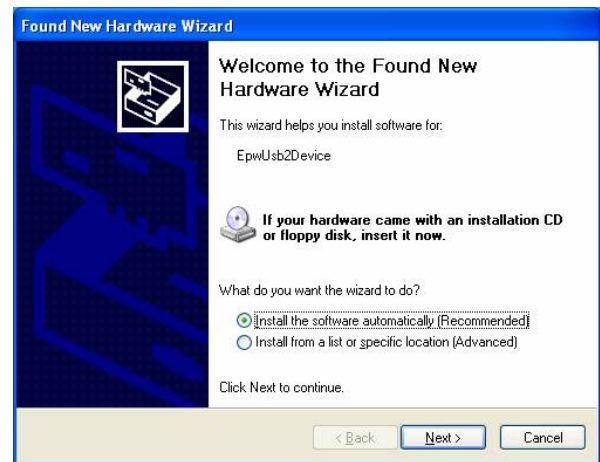 Found New Hardware Wizard
Welcome to the Found New
Hardware Wizard
This wizard helps you install software for:
EpwUsb2Device
If your hardware came with an installation CD
or floppy disk, insert it now.
What do you want the wizard to do?
Install the software automatically (Recommended)
Install from a list or specific location (Advanced)
Click Next to continue.
< Back
Next >
Cancel